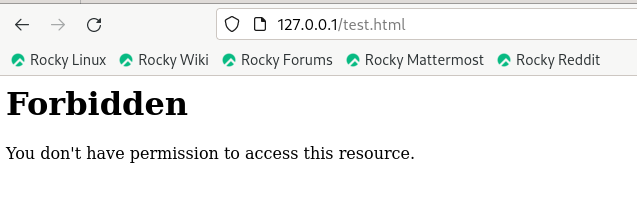 127.0.0.1/test.html
Rocky Linux Rocky Wiki Rocky Forums Rocky Mattermost Rocky Reddit
Forbidden
You don't have permission to access this resource.